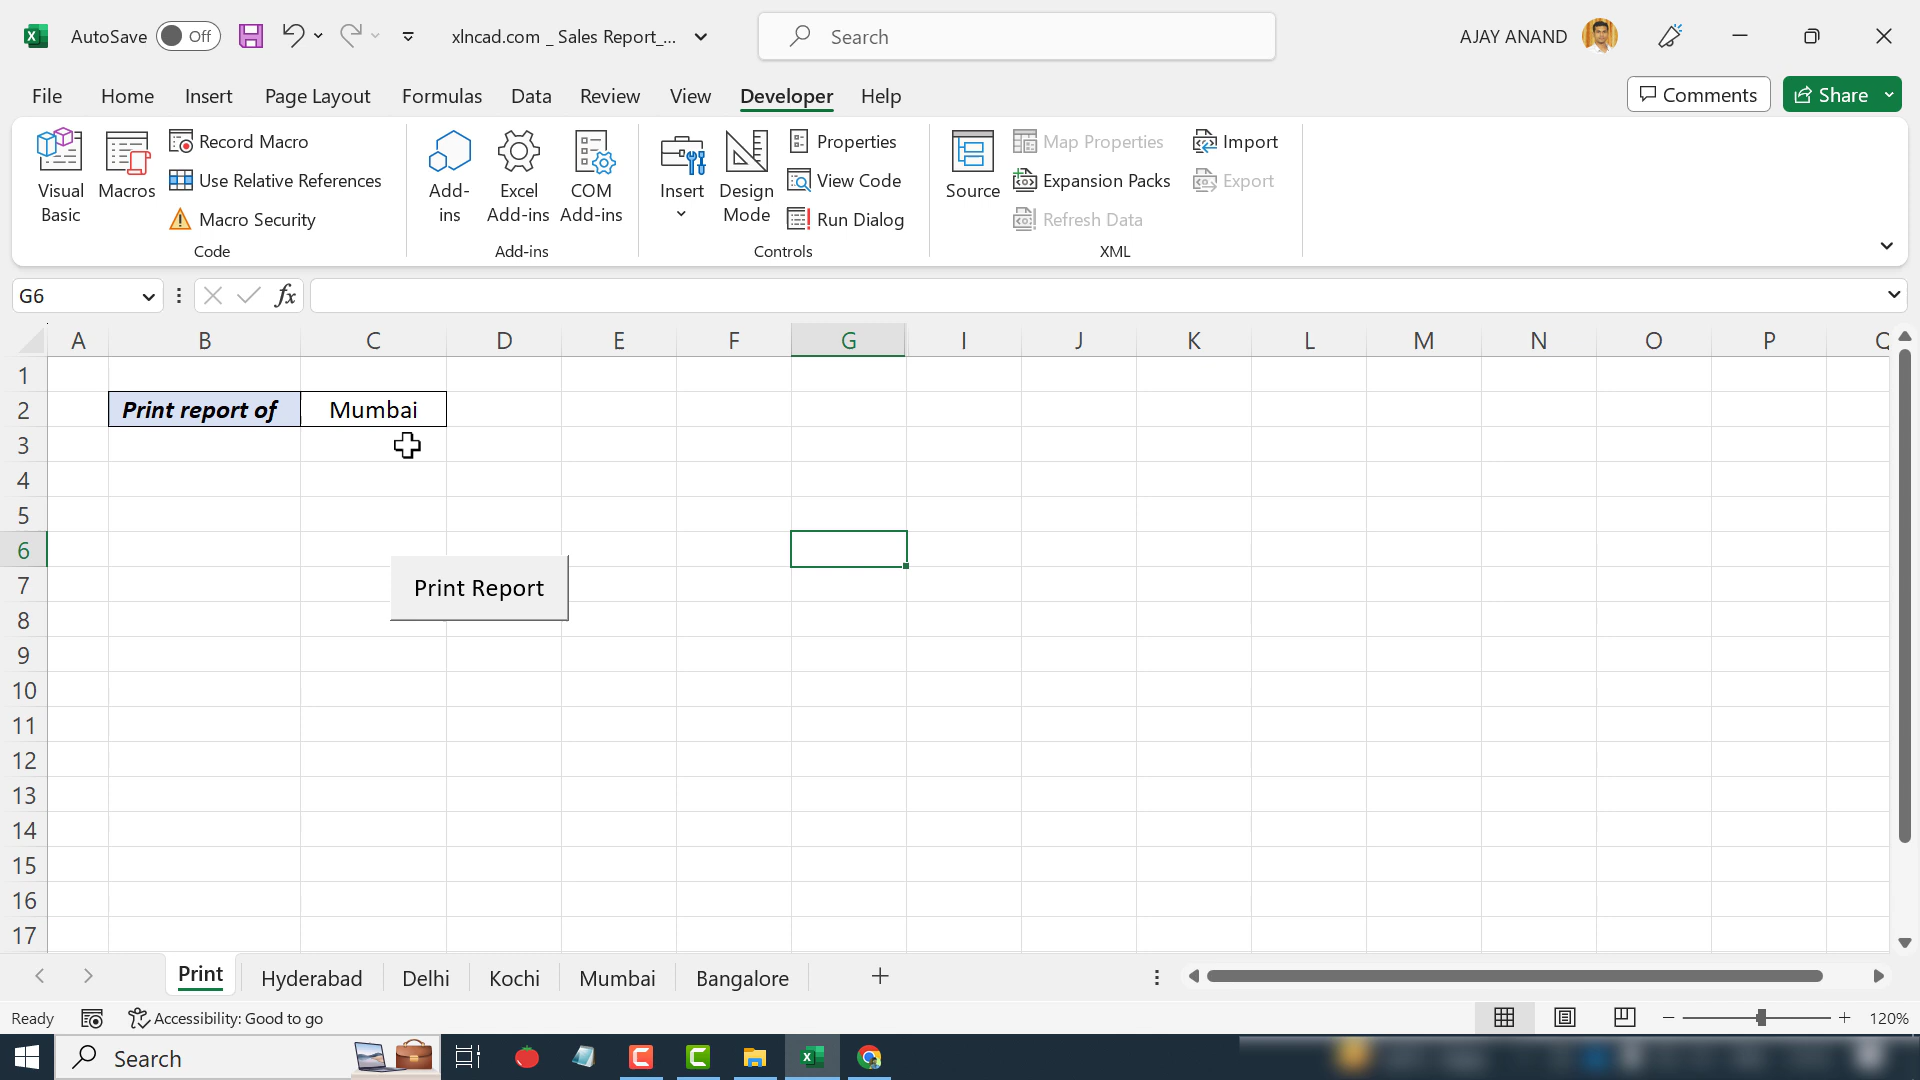 AutoSave Off xlncad.com _ Sales Report_... Search AJAY ANAND
File Home Insert Page Layout Formulas Data Review View Developer Help Comments Share
Visual Basic
Macros
Record Macro
Use Relative References
Macro Security
Code
Add-ins
Excel Add-ins
COM Add-ins
Add-ins
Insert
Design Mode
Properties
View Code
Run Dialog
Controls
Source
Map Properties
Expansion Packs
Refresh Data
Import
Export
XML
G6 fx
A B C D E F G I J K L M N O P Q
1
2 Print report of Mumbai
3
4
5
6
7 Print Report
8
9
10
11
12
13
14
15
16
17
Print Hyderabad Delhi Kochi Mumbai Bangalore
Ready Accessibility: Good to go 120%
Search